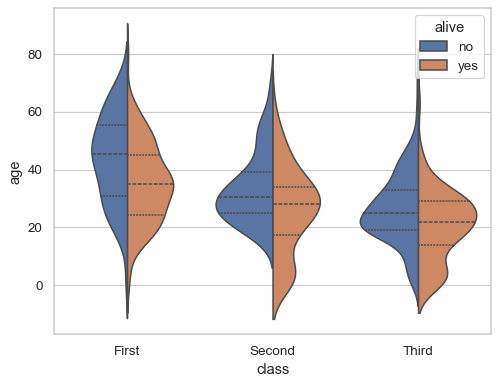 alive
no
yes
80
60
40
20
0
age
First Second Third
class